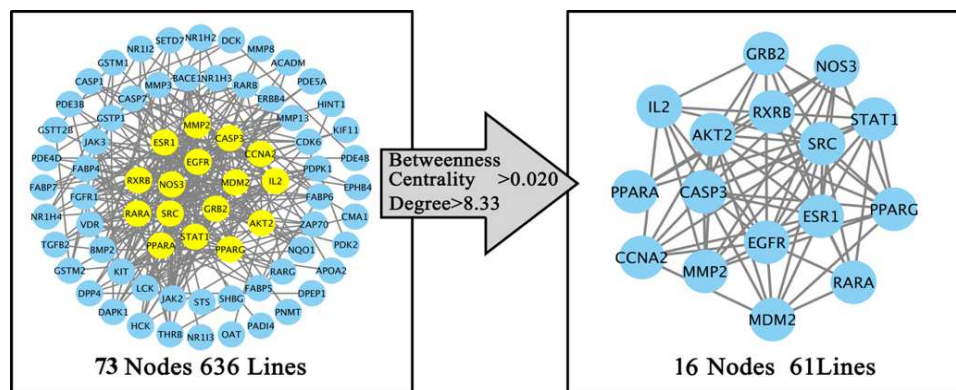 NR1H2
SETD7
DCK
NR1I2
MMP8
GSTM1
ACADM
CASP1
MMP3
BACE1
NR1H3
RARB
PDE5A
PDE3B
CASP7
ERBB4
HINT1
GSTP1
MMP13
GSTT2B
JAK3
MMP2
CASP3
CDK6
KIF11
ESR1
CCNA2
PDE4D
FABP4
EGFR
PDPK1
PDE4B
FABP7
FGFR1
RXRB
NOS3
MDM2
IL2
FABP6
EPHB4
NR1H4
VDR
RARA
SRC
GRB2
AKT2
ZAP70
CMA1
TGFB2
BMP2
PPARA
STAT1
PPARG
NQO1
PDK2
GSTM2
KIT
RARG
APOA2
DPP4
LCK
JAK2
STS
SHBG
FABP5
DPEP1
DAPK1
HCK
THRB
NR1I3
OAT
PADI4
PNMT
73 Nodes 636 Lines
Betweenness
Centrality >0.020
Degree>8.33
GRB2
NOS3
IL2
RXRB
STAT1
AKT2
SRC
PPARA
CASP3
ESR1
PPARG
CCNA2
EGFR
MMP2
RARA
MDM2
16 Nodes 61Lines